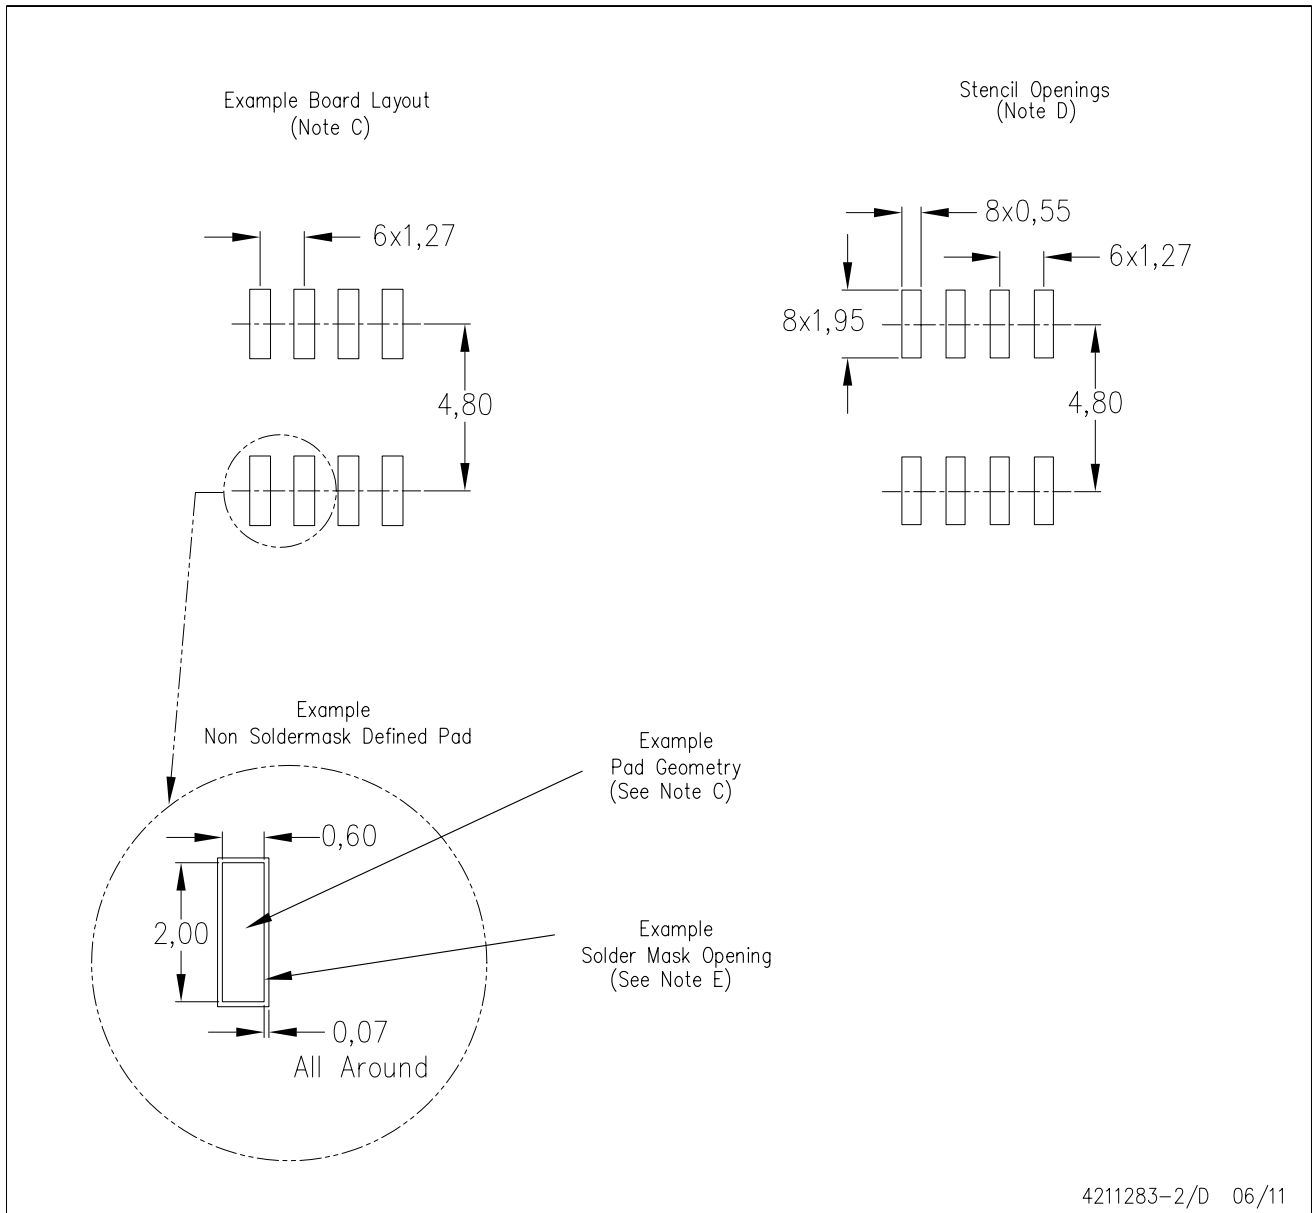 Example Board Layout
(Note C)
Stencil Openings
(Note D)
6x1,27
4,80
8x0,55
6x1,27
8x1,95
4,80
Example
Non Soldermask Defined Pad
Example
Pad Geometry
(See Note C)
0,60
2,00
Example
Solder Mask Opening
(See Note E)
0,07
All Around
4211283-2/D 06/11